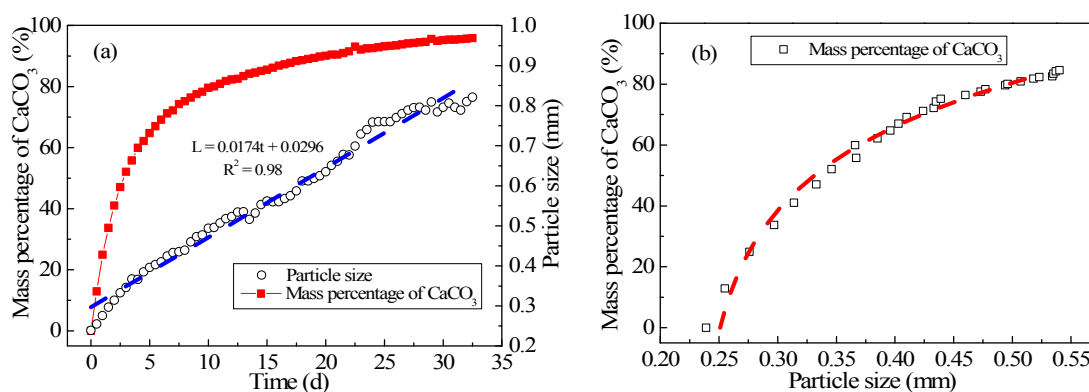 (a)
Mass percentage of CaCO₃ (%)
100
80
60
40
20
0
L = 0.0174t + 0.0296
R² = 0.98
Particle size
Mass percentage of CaCO₃
1.0
0.9
0.8
0.7
0.6
0.5
0.4
0.3
0.2
Particle size (mm)
0 5 10 15 20 25 30 35
Time (d)
(b)
Mass percentage of CaCO₃ (%)
Mass percentage of CaCO₃
100
80
60
40
20
0
0.20 0.25 0.30 0.35 0.40 0.45 0.50 0.55
Particle size (mm)